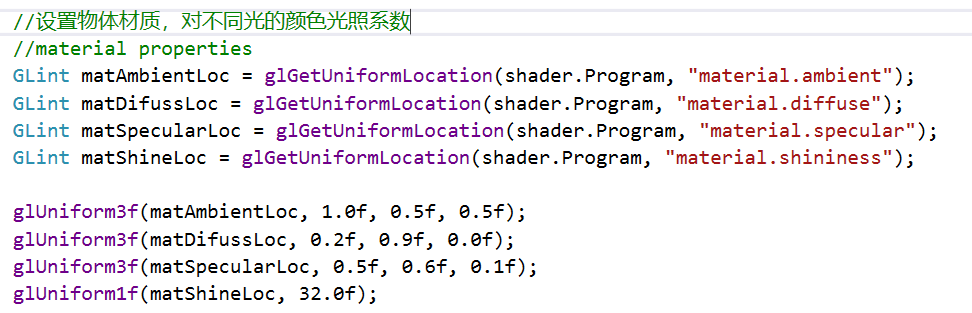 //设置物体材质，对不同光的颜色光照系数
//material properties
GLint matAmbientLoc = glGetUniformLocation(shader.Program, "material.ambient");
GLint matDifussLoc = glGetUniformLocation(shader.Program, "material.diffuse");
GLint matSpecularLoc = glGetUniformLocation(shader.Program, "material.specular");
GLint matShineLoc = glGetUniformLocation(shader.Program, "material.shininess");
glUniform3f(matAmbientLoc, 1.0f, 0.5f, 0.5f);
glUniform3f(matDifussLoc, 0.2f, 0.9f, 0.0f);
glUniform3f(matSpecularLoc, 0.5f, 0.6f, 0.1f);
glUniform1f(matShineLoc, 32.0f);